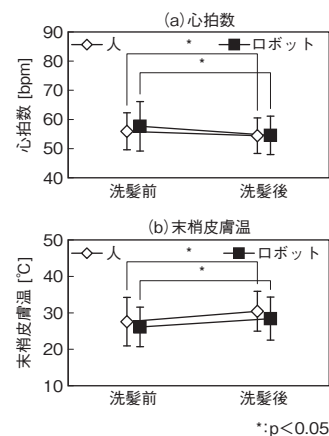 (a)心拍数
人
ロボット
*
*
心拍数 [bpm]
90
80
70
60
50
40
洗髪前
洗髪後
(b)末梢皮膚温
人
ロボット
*
*
末梢皮膚温 [℃]
50
40
30
20
10
洗髪前
洗髪後
*:p<0.05